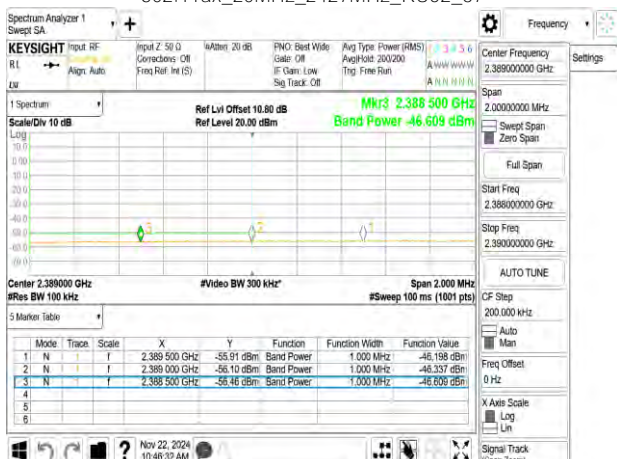 Spectrum Analyzer 1
Swept SA
+
Frequency
KEYSIGHT
Input: RF
Align: Auto
Input Z: 50 Ω
Corrections: Off
Freq Ref: Int (S)
#Atten: 20 dB
PNO: Best Wide
Gate: Off
IF Gain: Low
Sig Track: Off
Avg Type: Power (RMS)
Avg|Hold: 200/200
Trig: Free Run
Center Frequency
2.389000000 GHz
Settings
Span
2.00000000 MHz
Swept Span
Zero Span
Full Span
Start Freq
2.388000000 GHz
Stop Freq
2.390000000 GHz
AUTO TUNE
CF Step
200.000 kHz
Auto
Man
Freq Offset
0 Hz
X Axis Scale
Log
Lin
Signal Track
1 Spectrum
Scale/Div 10 dB
Ref Lvl Offset 10.80 dB
Ref Level 20.00 dBm
Mkr3 2.388 500 GHz
Band Power -46.609 dBm
Log
Center 2.389000 GHz
#Res BW 100 kHz
#Video BW 300 kHz*
Span 2.000 MHz
#Sweep 100 ms (1001 pts)
5 Marker Table
Mode Trace Scale X Y Function Function Width Function Value
1 N 1 f 2.389 500 GHz -55.91 dBm Band Power 1.000 MHz -46.198 dBm
2 N 1 f 2.389 000 GHz -56.10 dBm Band Power 1.000 MHz -46.337 dBm
3 N 1 f 2.388 500 GHz -56.46 dBm Band Power 1.000 MHz -46.609 dBm
4
5
6
?
Nov 22, 2024
10:46:32 AM